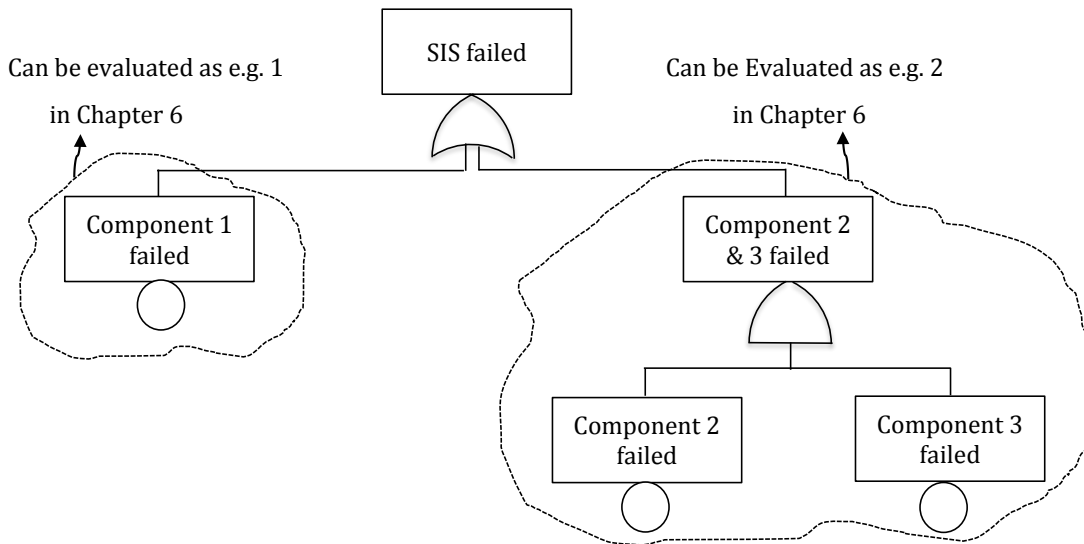 SIS failed
Can be evaluated as e.g. 1
in Chapter 6
Can be Evaluated as e.g. 2
in Chapter 6
Component 1
failed
Component 2
& 3 failed
Component 2
failed
Component 3
failed